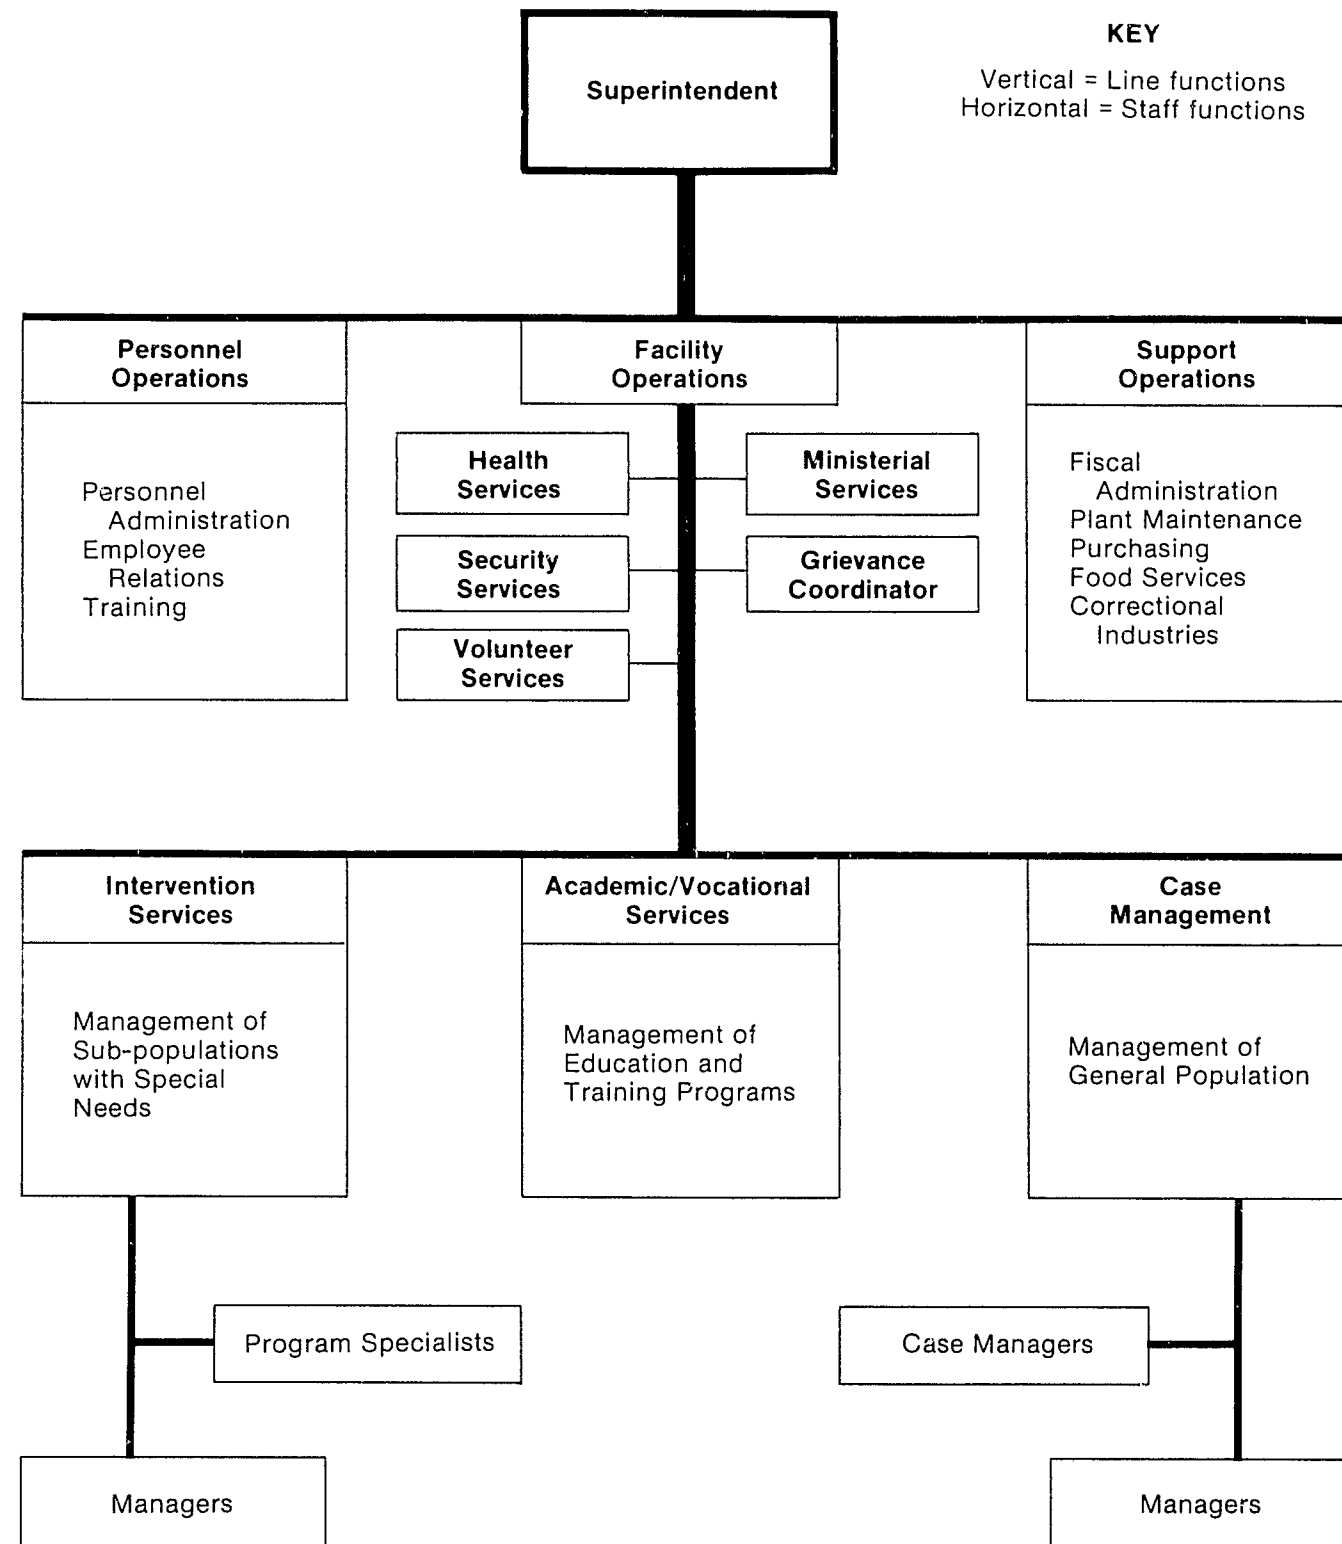 Superintendent
KEY
Vertical = Line functions
Horizontal = Staff functions
Personnel
Operations
Personnel
Administration
Employee
Relations
Training
Facility
Operations
Health
Services
Ministerial
Services
Security
Services
Grievance
Coordinator
Volunteer
Services
Support
Operations
Fiscal
Administration
Plant Maintenance
Purchasing
Food Services
Correctional
Industries
Intervention
Services
Management of
Sub-populations
with Special
Needs
Academic/Vocational
Services
Management of
Education and
Training Programs
Case
Management
Management of
General Population
Program Specialists
Case Managers
Managers
Managers